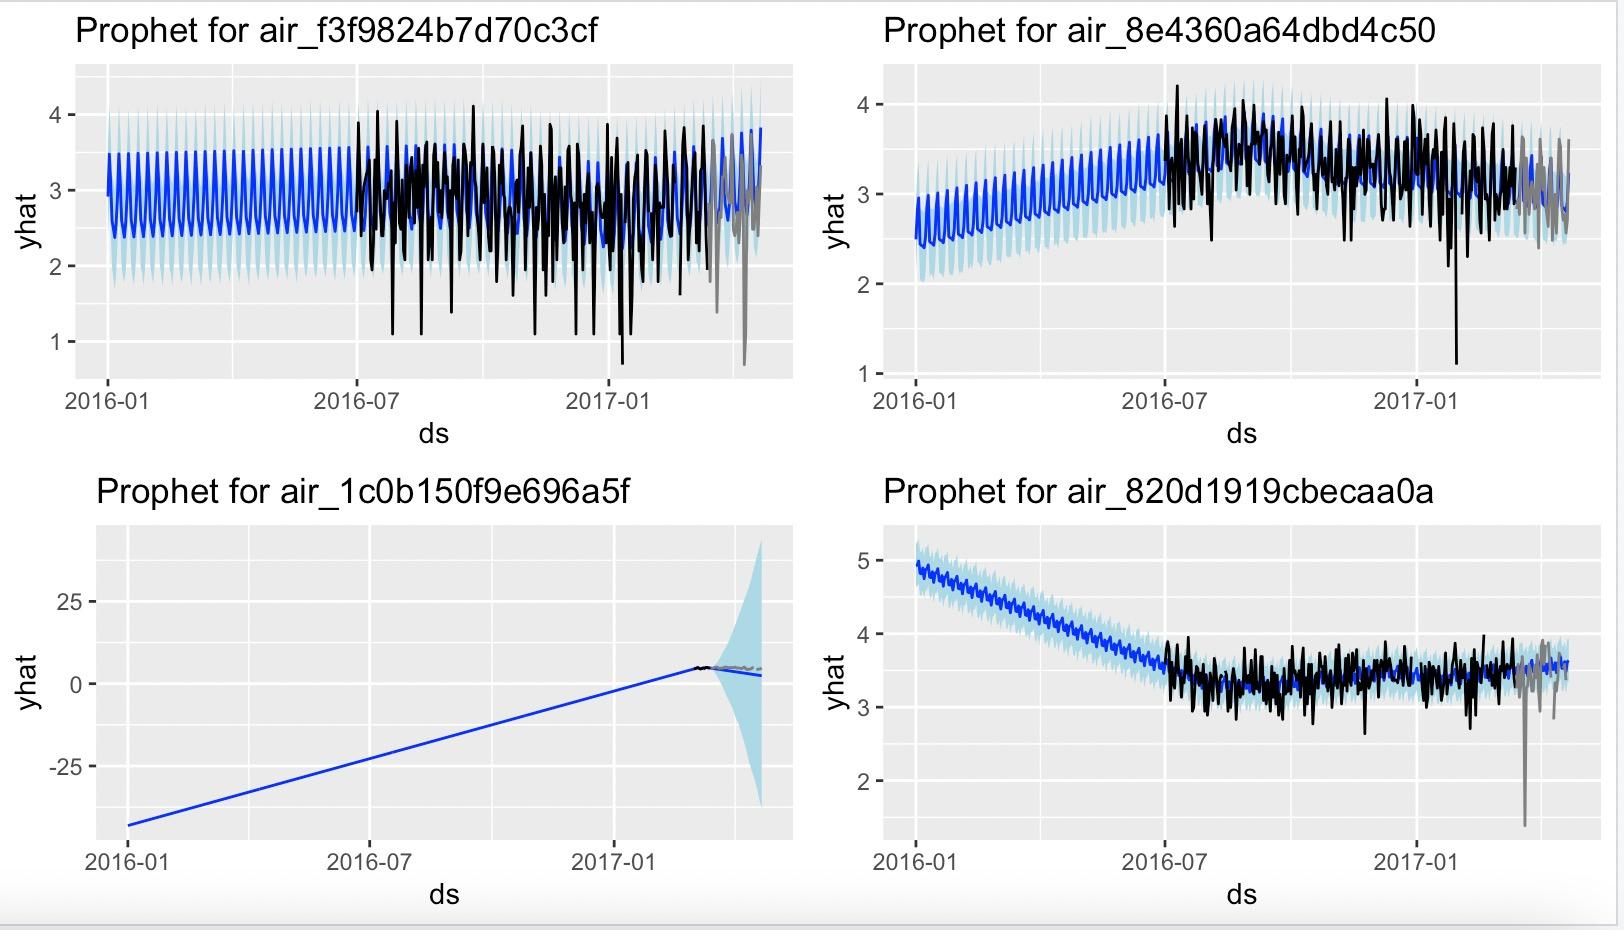 Prophet for air_f3f9824b7d70c3cf
4
3
2
1
yhat
2016-01 2016-07 2017-01
ds
Prophet for air_8e4360a64dbd4c50
4
3
2
1
yhat
2016-01 2016-07 2017-01
ds
Prophet for air_1c0b150f9e696a5f
25
0
-25
yhat
2016-01 2016-07 2017-01
ds
Prophet for air_820d1919cbecaa0a
5
4
3
2
yhat
2016-01 2016-07 2017-01
ds